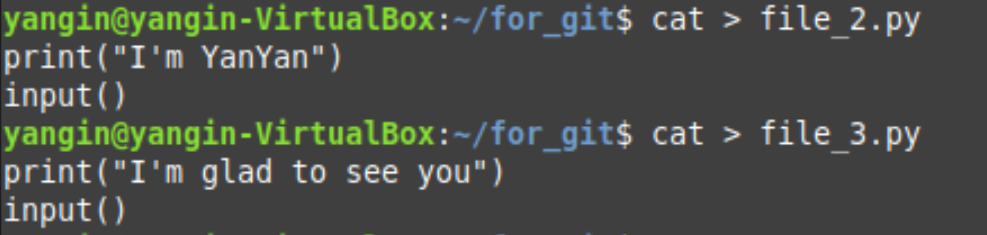 yangin@yangin-VirtualBox:~/for_git$ cat > file_2.py
print("I'm YanYan")
input()
yangin@yangin-VirtualBox:~/for_git$ cat > file_3.py
print("I'm glad to see you")
input()